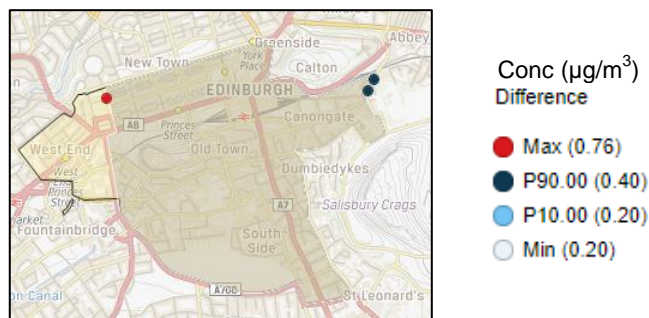 Abbey
Greenside
New Town
York
Place
Calton
EDINBURGH
Canongate
A8
Princes
Street
Old Town
West End
West
Princes
Street
Dumbiedykes
A7
Salisbury Crags
market
Fountainbridge
South
Side
on Canal
A700
St Leonard's
Conc (µg/m³)
Difference
Max (0.76)
P90.00 (0.40)
P10.00 (0.20)
Min (0.20)